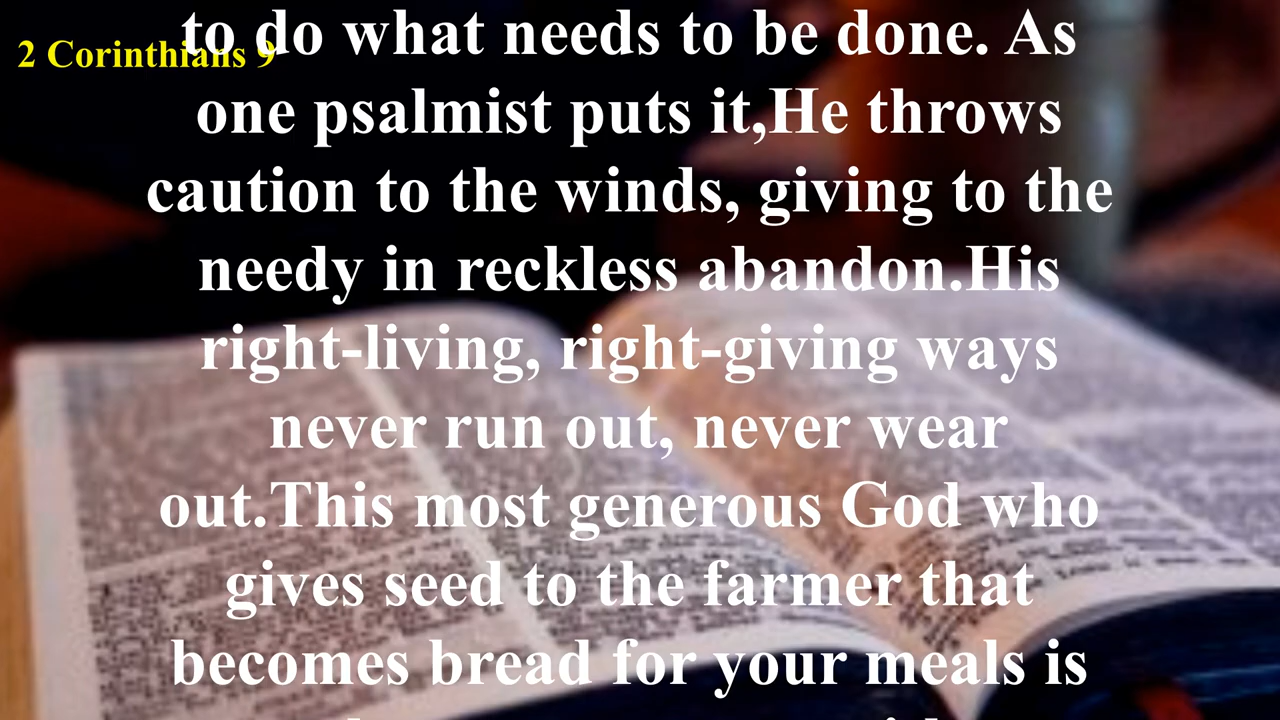 2 Corinthians 9
to do what needs to be done. As
one psalmist puts it,He throws
caution to the winds, giving to the
needy in reckless abandon.His
right-living, right-giving ways
never run out, never wear
out.This most generous God who
gives seed to the farmer that
becomes bread for your meals is